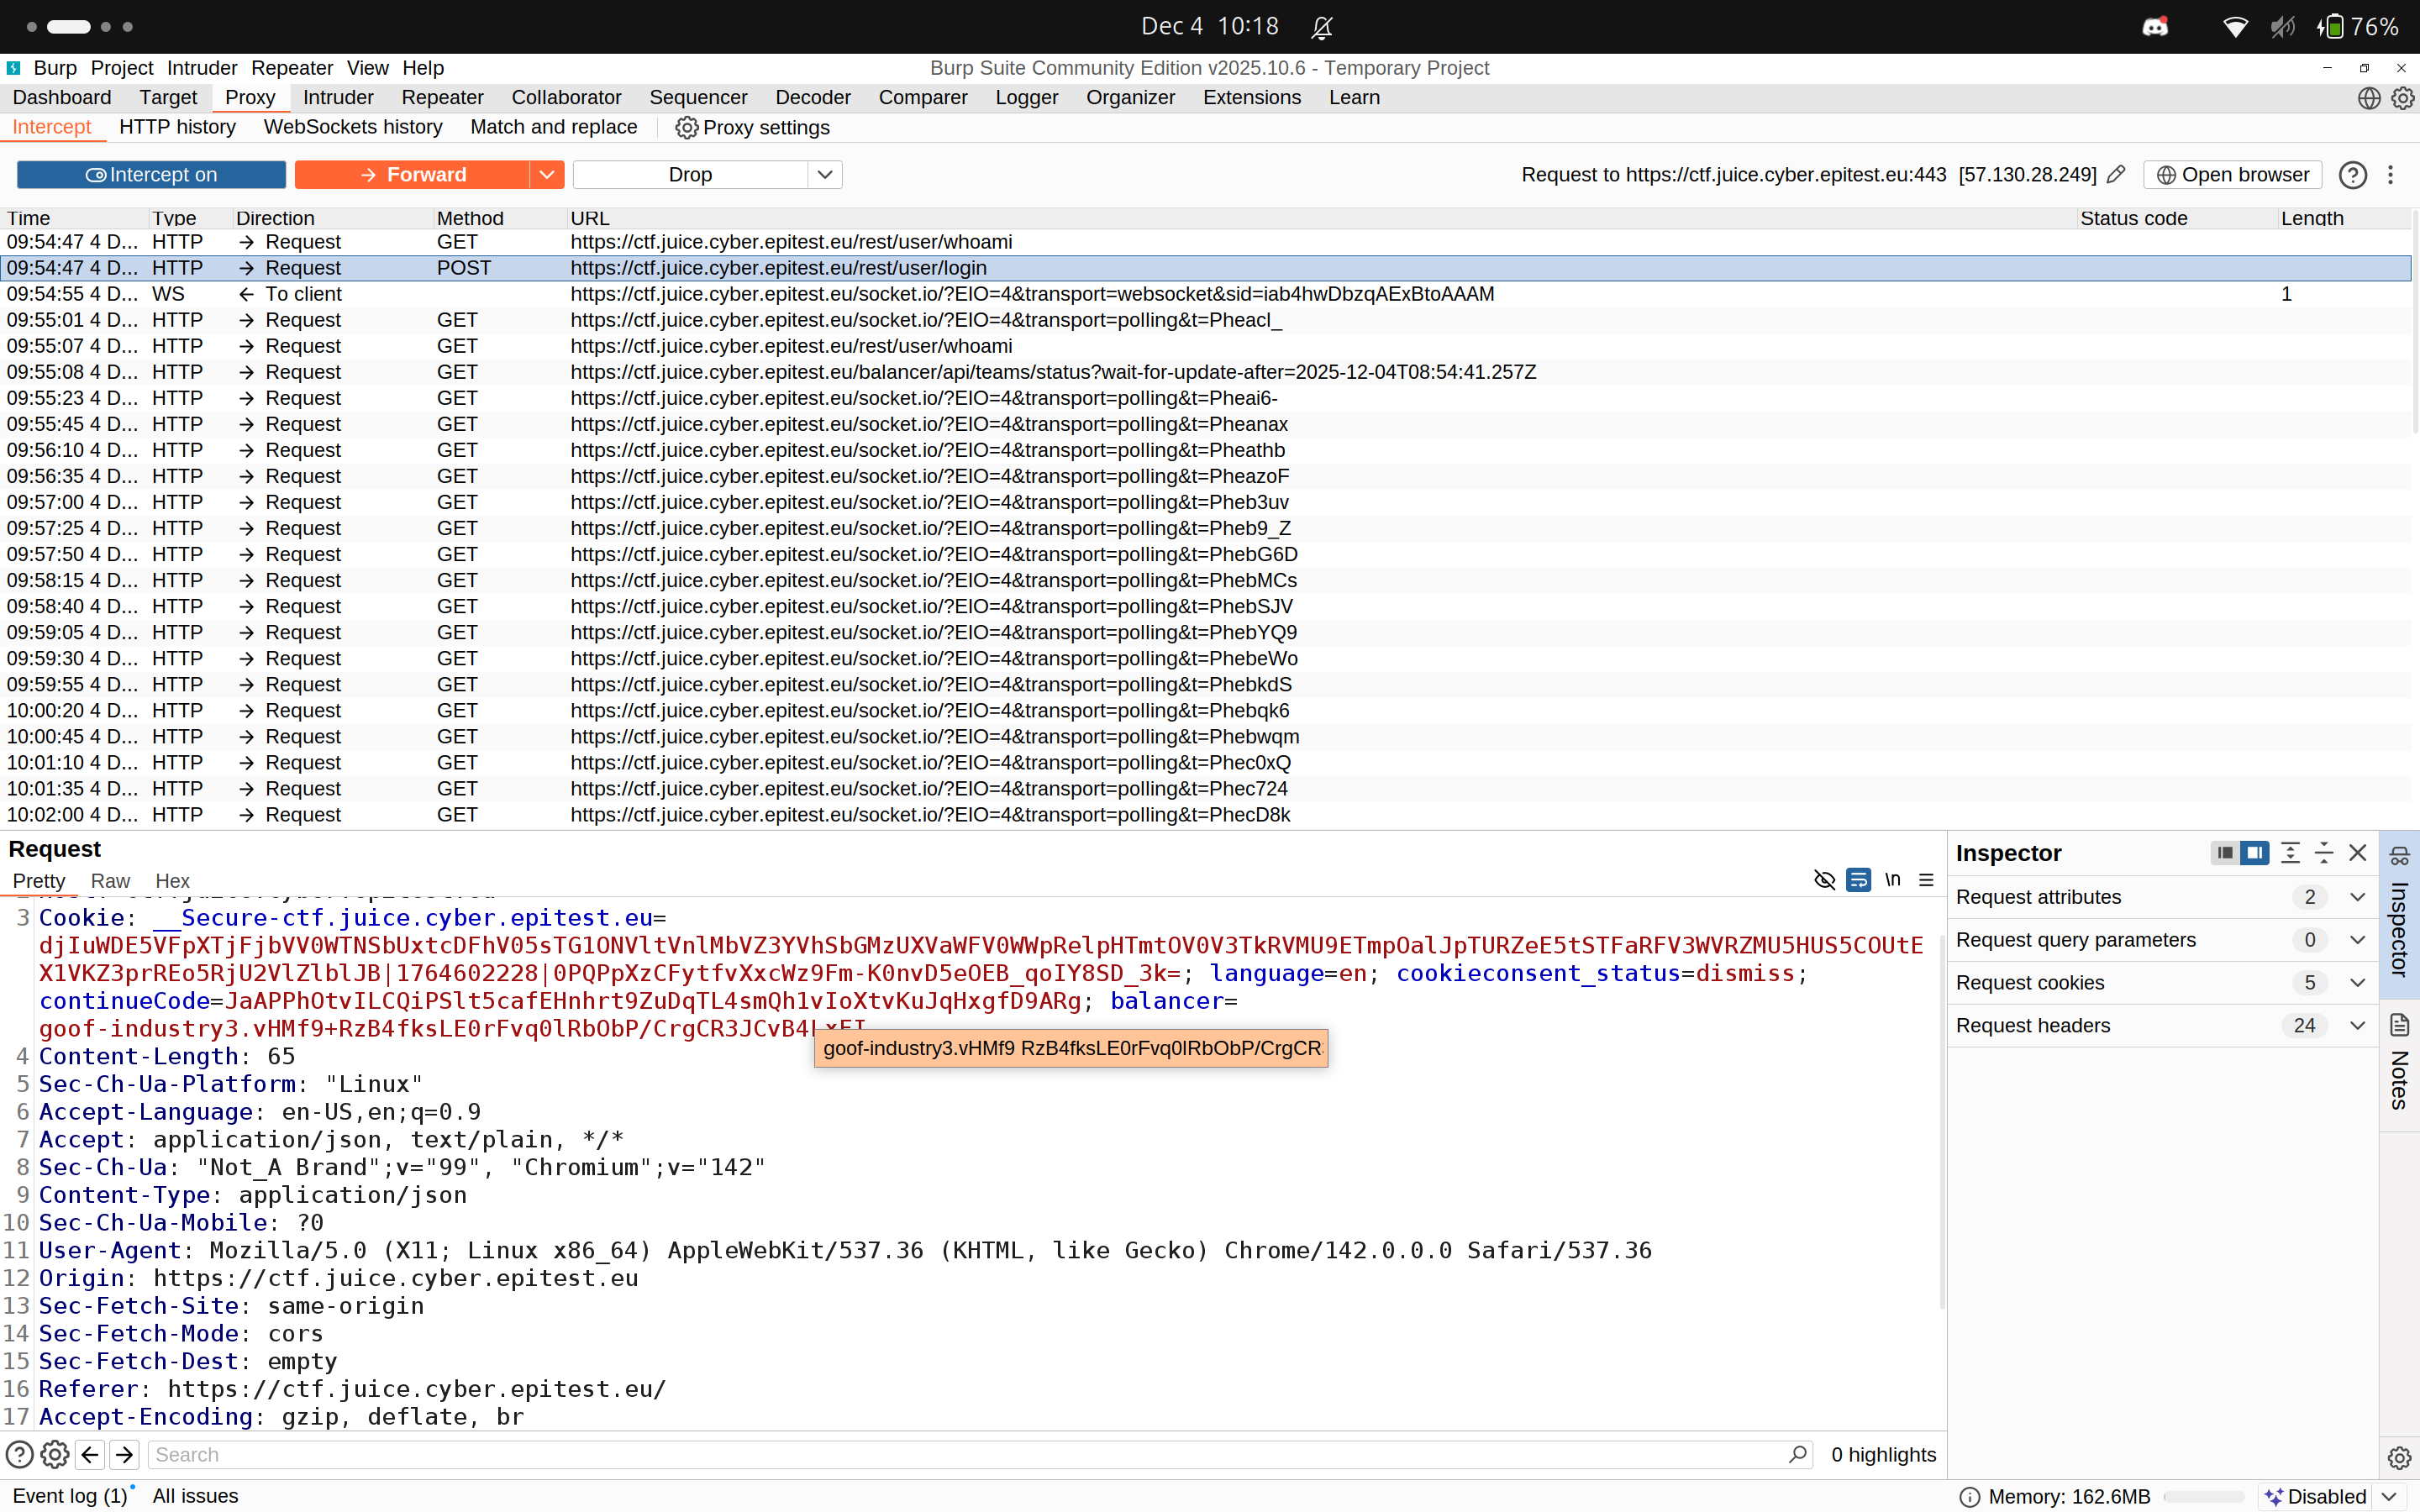 Dec 4 10:18
76%
Burp Project Intruder Repeater View Help
Burp Suite Community Edition v2025.10.6 - Temporary Project
Dashboard Target Proxy Intruder Repeater Collaborator Sequencer Decoder Comparer Logger Organizer Extensions Learn
Intercept HTTP history WebSockets history Match and replace Proxy settings
Intercept on Forward Drop Request to https://ctf.juice.cyber.epitest.eu:443 [57.130.28.249] Open browser
Time Type Direction Method URL Status code Length
09:54:47 4 D... HTTP → Request GET https://ctf.juice.cyber.epitest.eu/rest/user/whoami
09:54:47 4 D... HTTP → Request POST https://ctf.juice.cyber.epitest.eu/rest/user/login
09:54:55 4 D... WS ← To client https://ctf.juice.cyber.epitest.eu/socket.io/?EIO=4&transport=websocket&sid=iab4hwDbzqAExBtoAAAM 1
09:55:01 4 D... HTTP → Request GET https://ctf.juice.cyber.epitest.eu/socket.io/?EIO=4&transport=polling&t=Pheacl_
09:55:07 4 D... HTTP → Request GET https://ctf.juice.cyber.epitest.eu/rest/user/whoami
09:55:08 4 D... HTTP → Request GET https://ctf.juice.cyber.epitest.eu/balancer/api/teams/status?wait-for-update-after=2025-12-04T08:54:41.257Z
09:55:23 4 D... HTTP → Request GET https://ctf.juice.cyber.epitest.eu/socket.io/?EIO=4&transport=polling&t=Pheai6-
09:55:45 4 D... HTTP → Request GET https://ctf.juice.cyber.epitest.eu/socket.io/?EIO=4&transport=polling&t=Pheanax
09:56:10 4 D... HTTP → Request GET https://ctf.juice.cyber.epitest.eu/socket.io/?EIO=4&transport=polling&t=Pheathb
09:56:35 4 D... HTTP → Request GET https://ctf.juice.cyber.epitest.eu/socket.io/?EIO=4&transport=polling&t=PheazoF
09:57:00 4 D... HTTP → Request GET https://ctf.juice.cyber.epitest.eu/socket.io/?EIO=4&transport=polling&t=Pheb3uv
09:57:25 4 D... HTTP → Request GET https://ctf.juice.cyber.epitest.eu/socket.io/?EIO=4&transport=polling&t=Pheb9_Z
09:57:50 4 D... HTTP → Request GET https://ctf.juice.cyber.epitest.eu/socket.io/?EIO=4&transport=polling&t=PhebG6D
09:58:15 4 D... HTTP → Request GET https://ctf.juice.cyber.epitest.eu/socket.io/?EIO=4&transport=polling&t=PhebMCs
09:58:40 4 D... HTTP → Request GET https://ctf.juice.cyber.epitest.eu/socket.io/?EIO=4&transport=polling&t=PhebSJV
09:59:05 4 D... HTTP → Request GET https://ctf.juice.cyber.epitest.eu/socket.io/?EIO=4&transport=polling&t=PhebYQ9
09:59:30 4 D... HTTP → Request GET https://ctf.juice.cyber.epitest.eu/socket.io/?EIO=4&transport=polling&t=PhebeWo
09:59:55 4 D... HTTP → Request GET https://ctf.juice.cyber.epitest.eu/socket.io/?EIO=4&transport=polling&t=PhebkdS
10:00:20 4 D... HTTP → Request GET https://ctf.juice.cyber.epitest.eu/socket.io/?EIO=4&transport=polling&t=Phebqk6
10:00:45 4 D... HTTP → Request GET https://ctf.juice.cyber.epitest.eu/socket.io/?EIO=4&transport=polling&t=Phebwqm
10:01:10 4 D... HTTP → Request GET https://ctf.juice.cyber.epitest.eu/socket.io/?EIO=4&transport=polling&t=Phec0xQ
10:01:35 4 D... HTTP → Request GET https://ctf.juice.cyber.epitest.eu/socket.io/?EIO=4&transport=polling&t=Phec724
10:02:00 4 D... HTTP → Request GET https://ctf.juice.cyber.epitest.eu/socket.io/?EIO=4&transport=polling&t=PhecD8k
Request
Pretty Raw Hex \n
3 Cookie: __Secure-ctf.juice.cyber.epitest.eu=
djIuWDE5VFpXTjFjbVV0WTNSbUxtcDFhV05sTG1ONVltVnlMbVZ3YVhSbGMzUXVaWFV0WWpRelpHTmtOV0V3TkRVMU9ETmpOalJpTURZeE5tSTFaRFV3WVRZMU5HUS5COUtE
X1VKZ3prREo5RjU2VlZlblJB|1764602228|0PQPpXzCFytfvXxcWz9Fm-K0nvD5eOEB_qoIY8SD_3k=; language=en; cookieconsent_status=dismiss;
continueCode=JaAPPhOtvILCQiPSlt5cafEHnhrt9ZuDqTL4smQh1vIoXtvKuJqHxgfD9ARg; balancer=
goof-industry3.vHMf9+RzB4fksLE0rFvq0lRbObP/CrgCR3JCvB4LxEI
goof-industry3.vHMf9 RzB4fksLE0rFvq0lRbObP/CrgCR
4 Content-Length: 65
5 Sec-Ch-Ua-Platform: "Linux"
6 Accept-Language: en-US,en;q=0.9
7 Accept: application/json, text/plain, */*
8 Sec-Ch-Ua: "Not_A Brand";v="99", "Chromium";v="142"
9 Content-Type: application/json
10 Sec-Ch-Ua-Mobile: ?0
11 User-Agent: Mozilla/5.0 (X11; Linux x86_64) AppleWebKit/537.36 (KHTML, like Gecko) Chrome/142.0.0.0 Safari/537.36
12 Origin: https://ctf.juice.cyber.epitest.eu
13 Sec-Fetch-Site: same-origin
14 Sec-Fetch-Mode: cors
15 Sec-Fetch-Dest: empty
16 Referer: https://ctf.juice.cyber.epitest.eu/
17 Accept-Encoding: gzip, deflate, br
Search 0 highlights
Inspector
Request attributes 2
Request query parameters 0
Request cookies 5
Request headers 24
Inspector
Notes
Event log (1) All issues Memory: 162.6MB Disabled